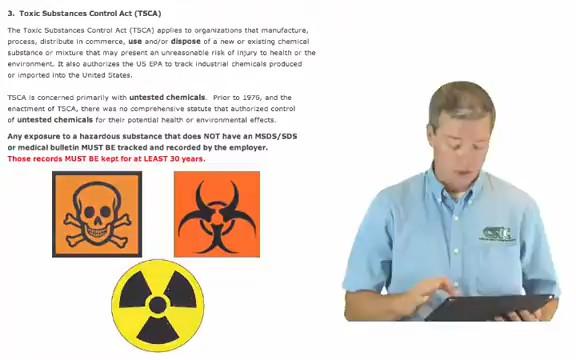 3. Toxic Substances Control Act (TSCA)
The Toxic Substances Control Act (TSCA) applies to organizations that manufacture,
process, distribute in commerce, use and/or dispose of a new or existing chemical
substance or mixture that may present an unreasonable risk of injury to health or the
environment. It also authorizes the US EPA to track industrial chemicals produced
or imported into the United States.
TSCA is concerned primarily with untested chemicals. Prior to 1976, and the
enactment of TSCA, there was no comprehensive statute that authorized control
of untested chemicals for their potential health or environmental effects.
Any exposure to a hazardous substance that does NOT have an MSDS/SDS
or medical bulletin MUST BE tracked and recorded by the employer.
Those records MUST BE kept for at LEAST 30 years.